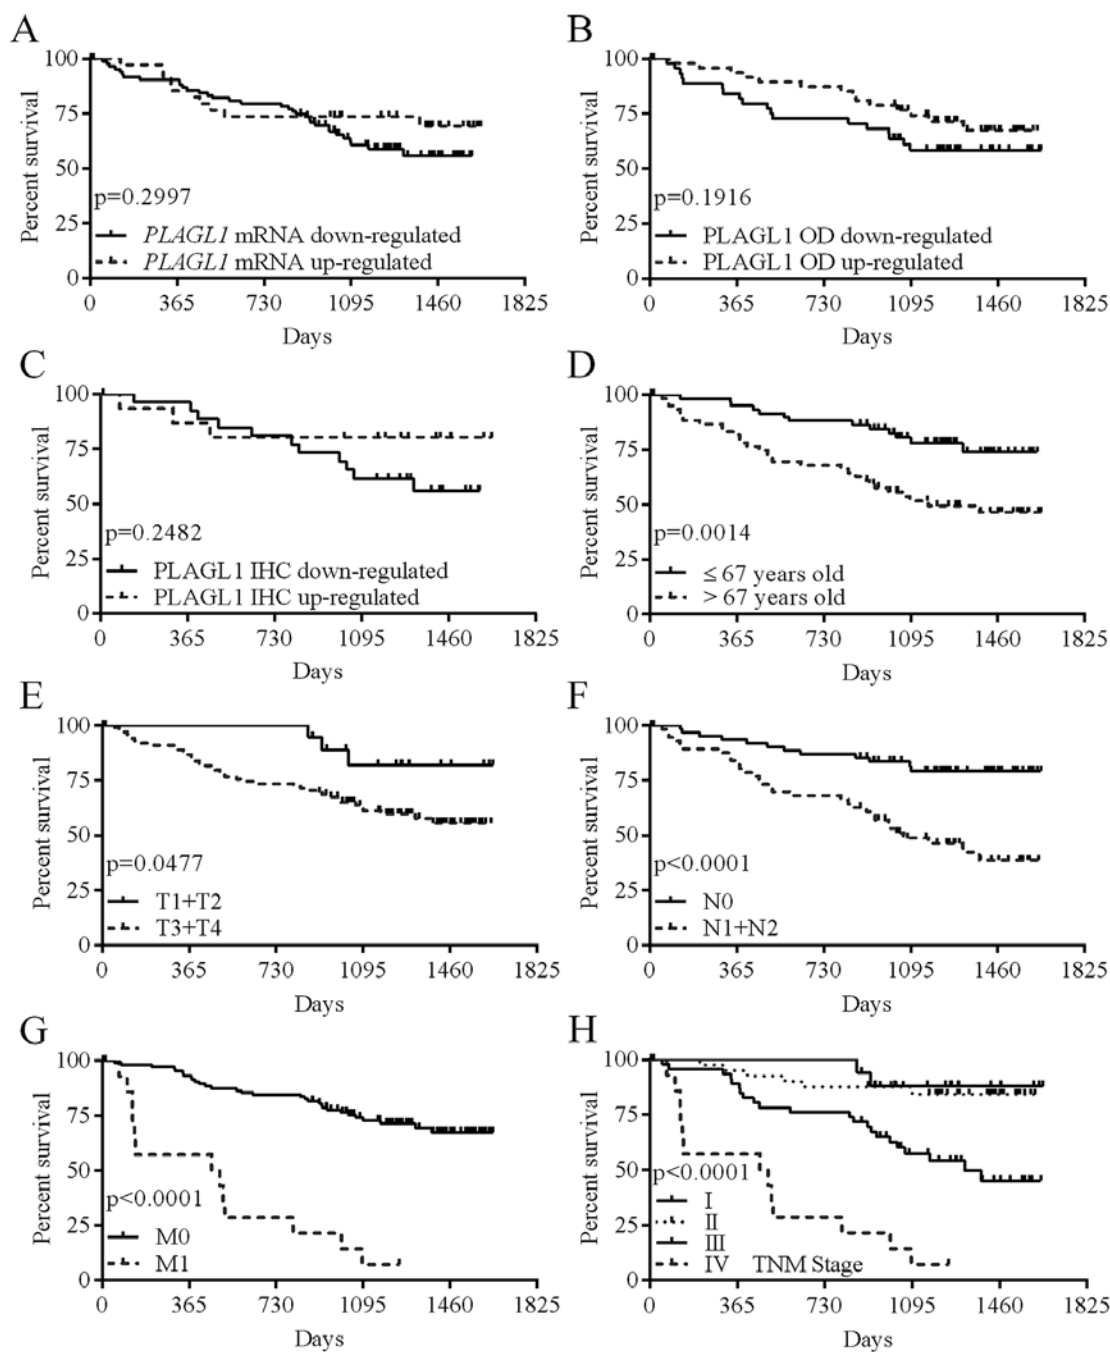 A
Percent survival
100
75
50
25
0
p=0.2997
PLAGL1 mRNA down-regulated
PLAGL1 mRNA up-regulated
0 365 730 1095 1460 1825
Days
B
Percent survival
100
75
50
25
0
p=0.1916
PLAGL1 OD down-regulated
PLAGL1 OD up-regulated
0 365 730 1095 1460 1825
Days
C
Percent survival
100
75
50
25
0
p=0.2482
PLAGL1 IHC down-regulated
PLAGL1 IHC up-regulated
0 365 730 1095 1460 1825
Days
D
Percent survival
100
75
50
25
0
p=0.0014
≤ 67 years old
> 67 years old
0 365 730 1095 1460 1825
Days
E
Percent survival
100
75
50
25
0
p=0.0477
T1+T2
T3+T4
0 365 730 1095 1460 1825
Days
F
Percent survival
100
75
50
25
0
p<0.0001
N0
N1+N2
0 365 730 1095 1460 1825
Days
G
Percent survival
100
75
50
25
0
p<0.0001
M0
M1
0 365 730 1095 1460 1825
Days
H
Percent survival
100
75
50
25
0
p<0.0001
I
II
III
IV TNM Stage
0 365 730 1095 1460 1825
Days